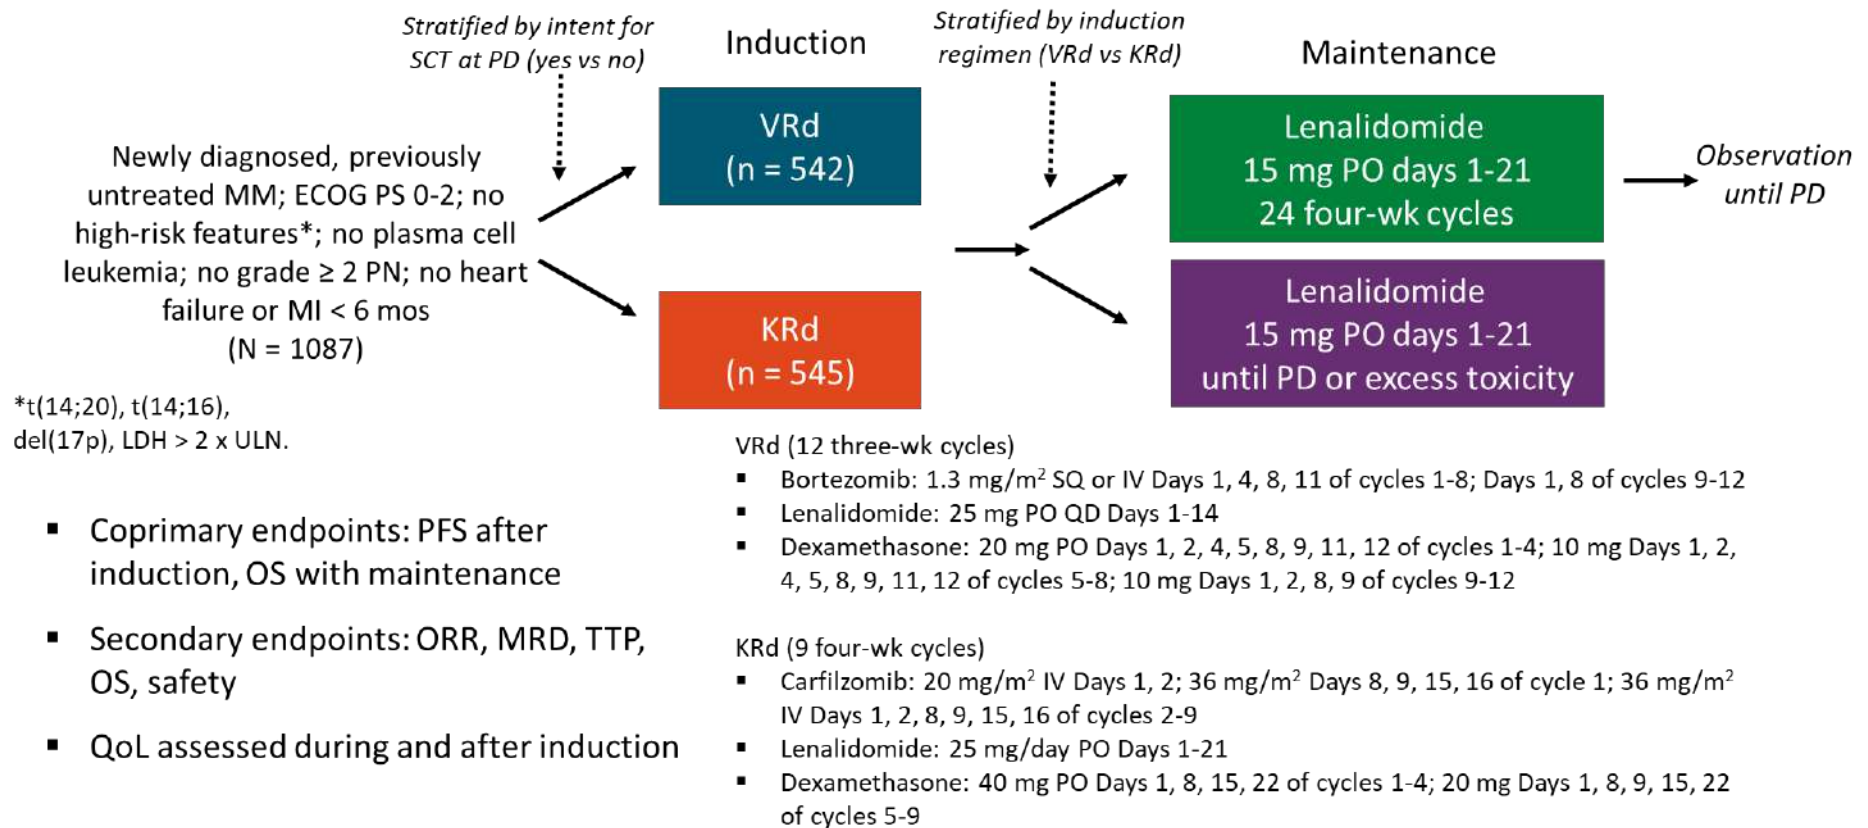 Stratified by intent for
SCT at PD (yes vs no)
Induction
Stratified by induction
regimen (VRd vs KRd)
Maintenance
Newly diagnosed, previously
untreated MM; ECOG PS 0-2; no
high-risk features*; no plasma cell
leukemia; no grade ≥ 2 PN; no heart
failure or MI < 6 mos
(N = 1087)
VRd
(n = 542)
KRd
(n = 545)
Lenalidomide
15 mg PO days 1-21
24 four-wk cycles
Observation
until PD
Lenalidomide
15 mg PO days 1-21
until PD or excess toxicity
*t(14;20), t(14;16),
del(17p), LDH > 2 x ULN.
▪ Coprimary endpoints: PFS after
induction, OS with maintenance
▪ Secondary endpoints: ORR, MRD, TTP,
OS, safety
▪ QoL assessed during and after induction
VRd (12 three-wk cycles)
▪ Bortezomib: 1.3 mg/m² SQ or IV Days 1, 4, 8, 11 of cycles 1-8; Days 1, 8 of cycles 9-12
▪ Lenalidomide: 25 mg PO QD Days 1-14
▪ Dexamethasone: 20 mg PO Days 1, 2, 4, 5, 8, 9, 11, 12 of cycles 1-4; 10 mg Days 1, 2,
4, 5, 8, 9, 11, 12 of cycles 5-8; 10 mg Days 1, 2, 8, 9 of cycles 9-12
KRd (9 four-wk cycles)
▪ Carfilzomib: 20 mg/m² IV Days 1, 2; 36 mg/m² Days 8, 9, 15, 16 of cycle 1; 36 mg/m²
IV Days 1, 2, 8, 9, 15, 16 of cycles 2-9
▪ Lenalidomide: 25 mg/day PO Days 1-21
▪ Dexamethasone: 40 mg PO Days 1, 8, 15, 22 of cycles 1-4; 20 mg Days 1, 8, 9, 15, 22
of cycles 5-9